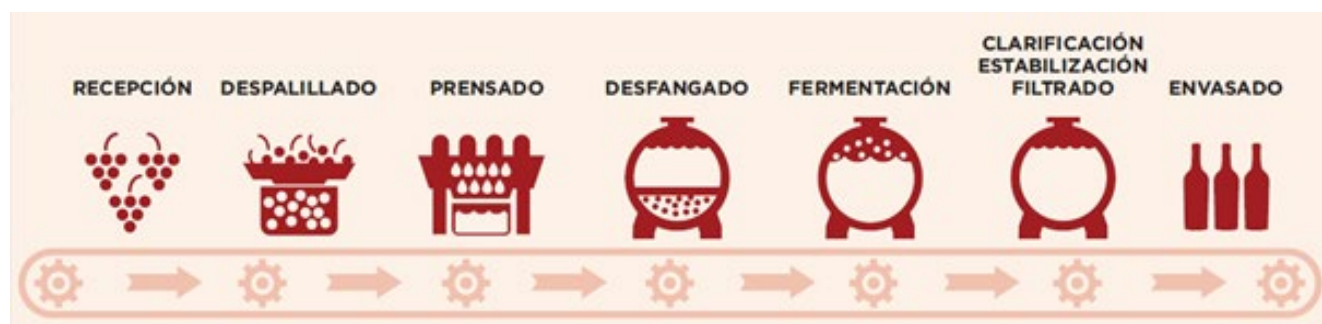 RECEPCIÓN
DESPALILLADO
PRENSADO
DESFANGADO
FERMENTACIÓN
CLARIFICACIÓN
ESTABILIZACIÓN
FILTRADO
ENVASADO